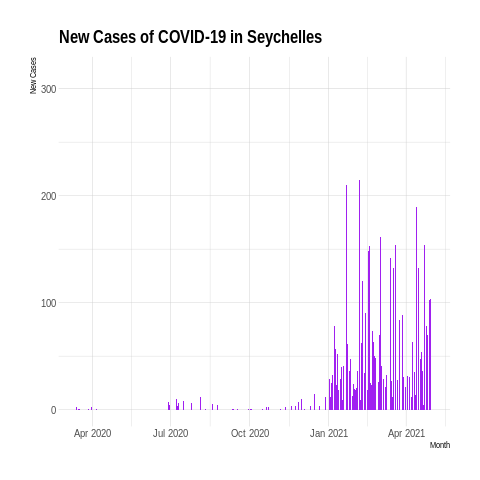 New Cases of COVID-19 in Seychelles
New Cases
300
200
100
0
Apr 2020 Jul 2020 Oct 2020 Jan 2021 Apr 2021
Month